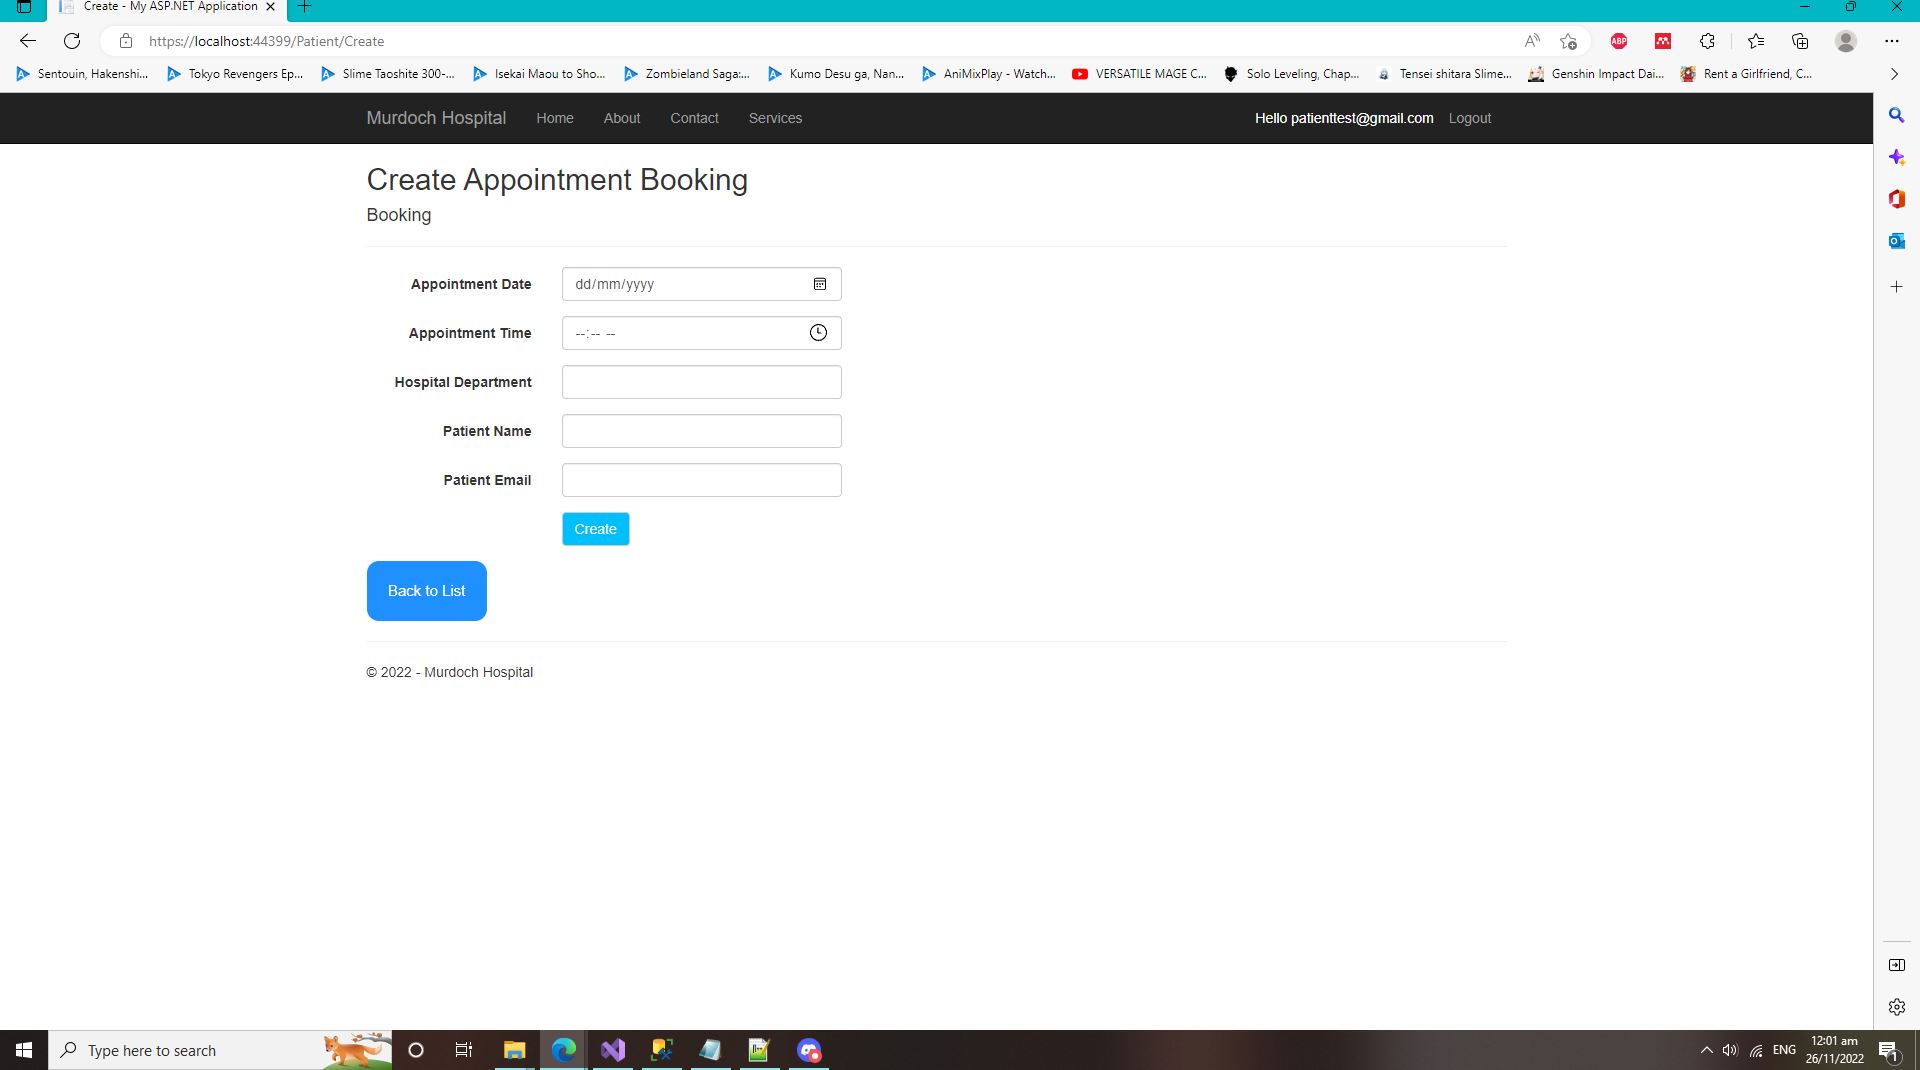 Create - My ASP.NET Application
https://localhost:44399/Patient/Create
ABP
Sentouin, Hakenshi...
Tokyo Revengers Ep...
Slime Taoshite 300-...
Isekai Maou to Sho...
Zombieland Saga:...
Kumo Desu ga, Nan...
AniMixPlay - Watch...
VERSATILE MAGE C...
Solo Leveling, Chap...
Tensei shitara Slime...
Genshin Impact Dai...
Rent a Girlfriend, C...
Murdoch Hospital Home About Contact Services Hello patienttest@gmail.com Logout
Create Appointment Booking
Booking
Appointment Date dd/mm/yyyy
Appointment Time --:-- --
Hospital Department
Patient Name
Patient Email
Create
Back to List
© 2022 - Murdoch Hospital
Type here to search
ENG
12:01 am
26/11/2022
1